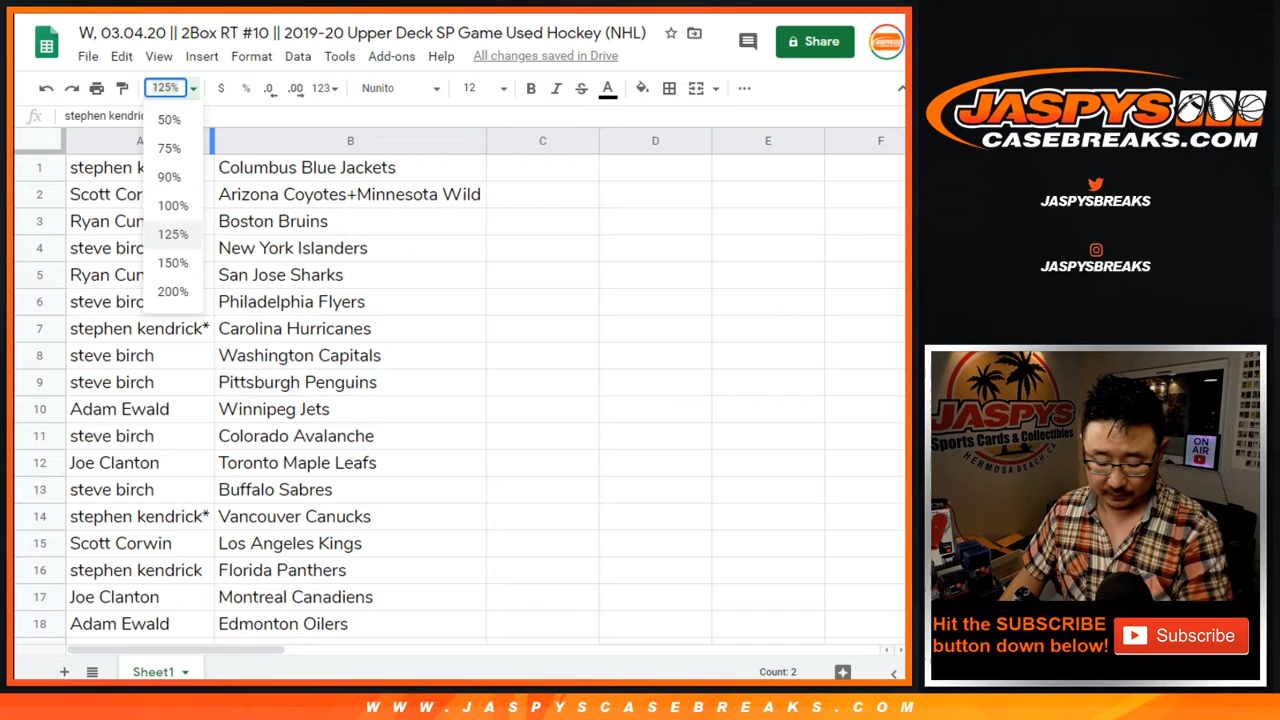 W, 03.04.20 || 2Box RT #10 || 2019-20 Upper Deck SP Game Used Hockey (NHL)
File Edit View Insert Format Data Tools Add-ons Help All changes saved in Drive
Share
125% $ % .0 .00 123 Nunito 12 B I S A
fx stephen kendric
50%
75%
90%
100%
125%
150%
200%
A B C D E F
1 stephen k Columbus Blue Jackets
2 Scott Cor Arizona Coyotes+Minnesota Wild
3 Ryan Cun Boston Bruins
4 steve birc New York Islanders
5 Ryan Cun San Jose Sharks
6 steve birc Philadelphia Flyers
7 stephen kendrick* Carolina Hurricanes
8 steve birch Washington Capitals
9 steve birch Pittsburgh Penguins
10 Adam Ewald Winnipeg Jets
11 steve birch Colorado Avalanche
12 Joe Clanton Toronto Maple Leafs
13 steve birch Buffalo Sabres
14 stephen kendrick* Vancouver Canucks
15 Scott Corwin Los Angeles Kings
16 stephen kendrick Florida Panthers
17 Joe Clanton Montreal Canadiens
18 Adam Ewald Edmonton Oilers
Sheet1
Count: 2
JASPYS
CASEBREAKS.COM
JASPYSBREAKS
JASPYSBREAKS
JASPYS
Sports Cards & Collectibles
HERMOSA BEACH, CA
ON
AIR
Hit the SUBSCRIBE
button down below!
Subscribe
WWW.JASPYSCASEBREAKS.COM